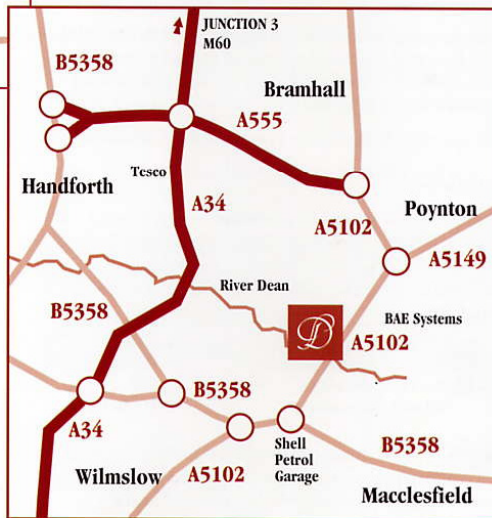 JUNCTION 3
M60
B5358
Bramhall
A555
Tesco
Handforth
A34
A5102
Poynton
A5149
River Dean
B5358
BAE Systems
D
A5102
B5358
A34
Shell
Petrol
Garage
B5358
Wilmslow
A5102
Macclesfield